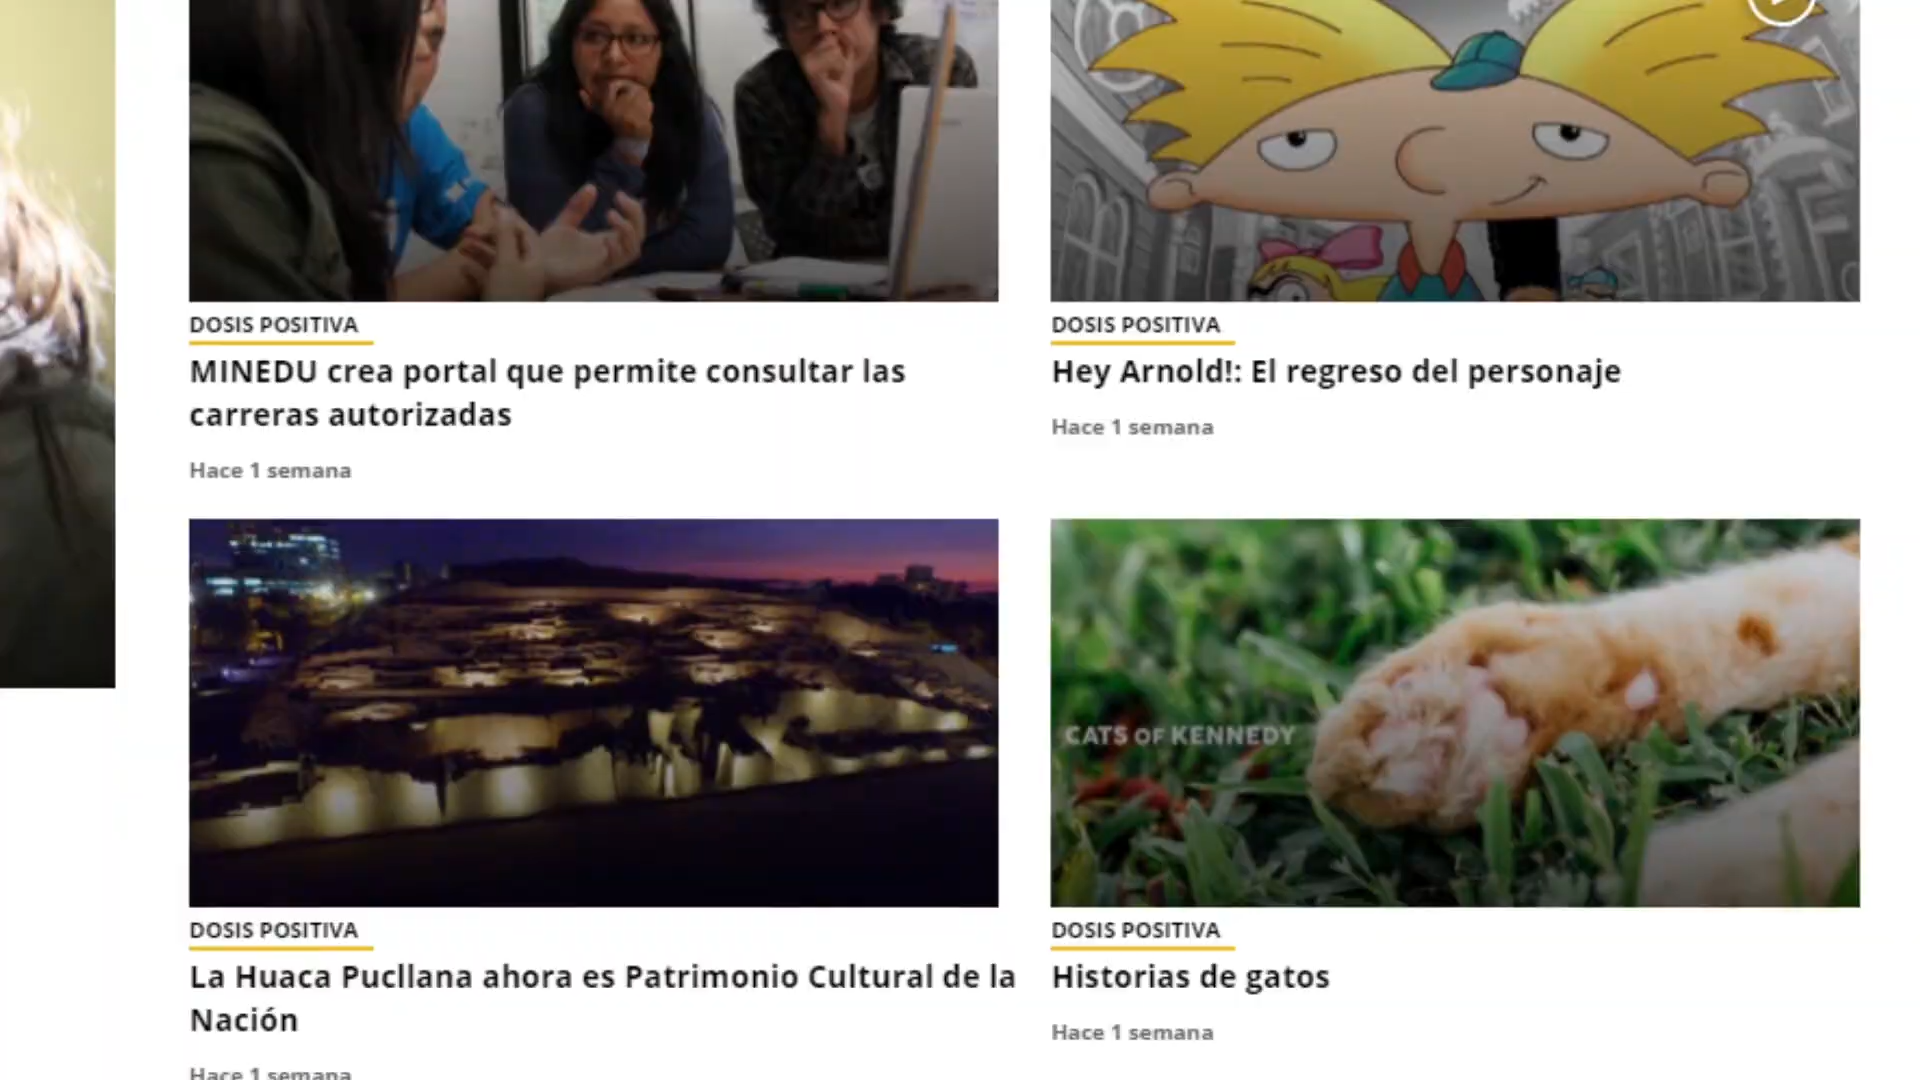 DOSIS POSITIVA
MINEDU crea portal que permite consultar las
carreras autorizadas
Hace 1 semana
DOSIS POSITIVA
Hey Arnold!: El regreso del personaje
Hace 1 semana
CATS OF KENNEDY
DOSIS POSITIVA
La Huaca Pucllana ahora es Patrimonio Cultural de la
Nación
Hace 1 semana
DOSIS POSITIVA
Historias de gatos
Hace 1 semana